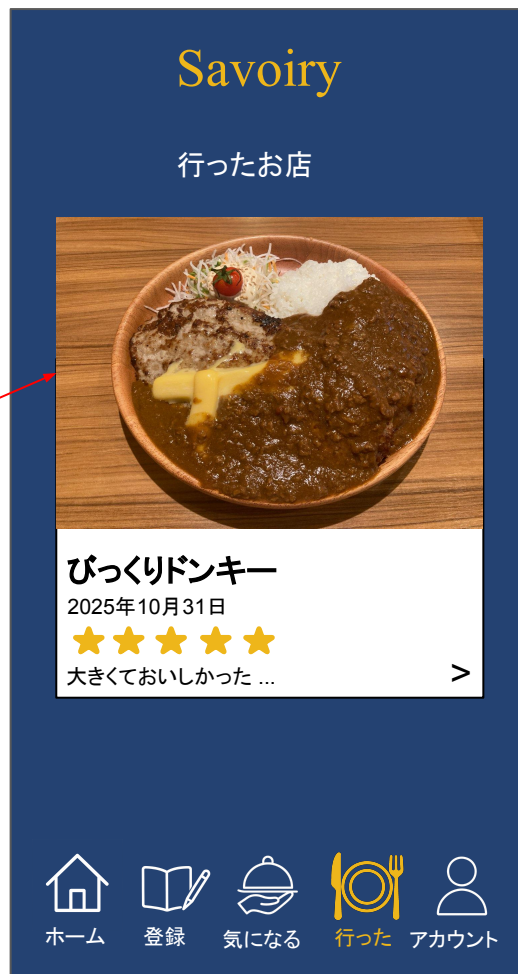 Savoiry
行ったお店
びっくりドンキー
2025年10月31日
大きくておいしかった ...
>
ホーム
登録
気になる
行った
アカウント